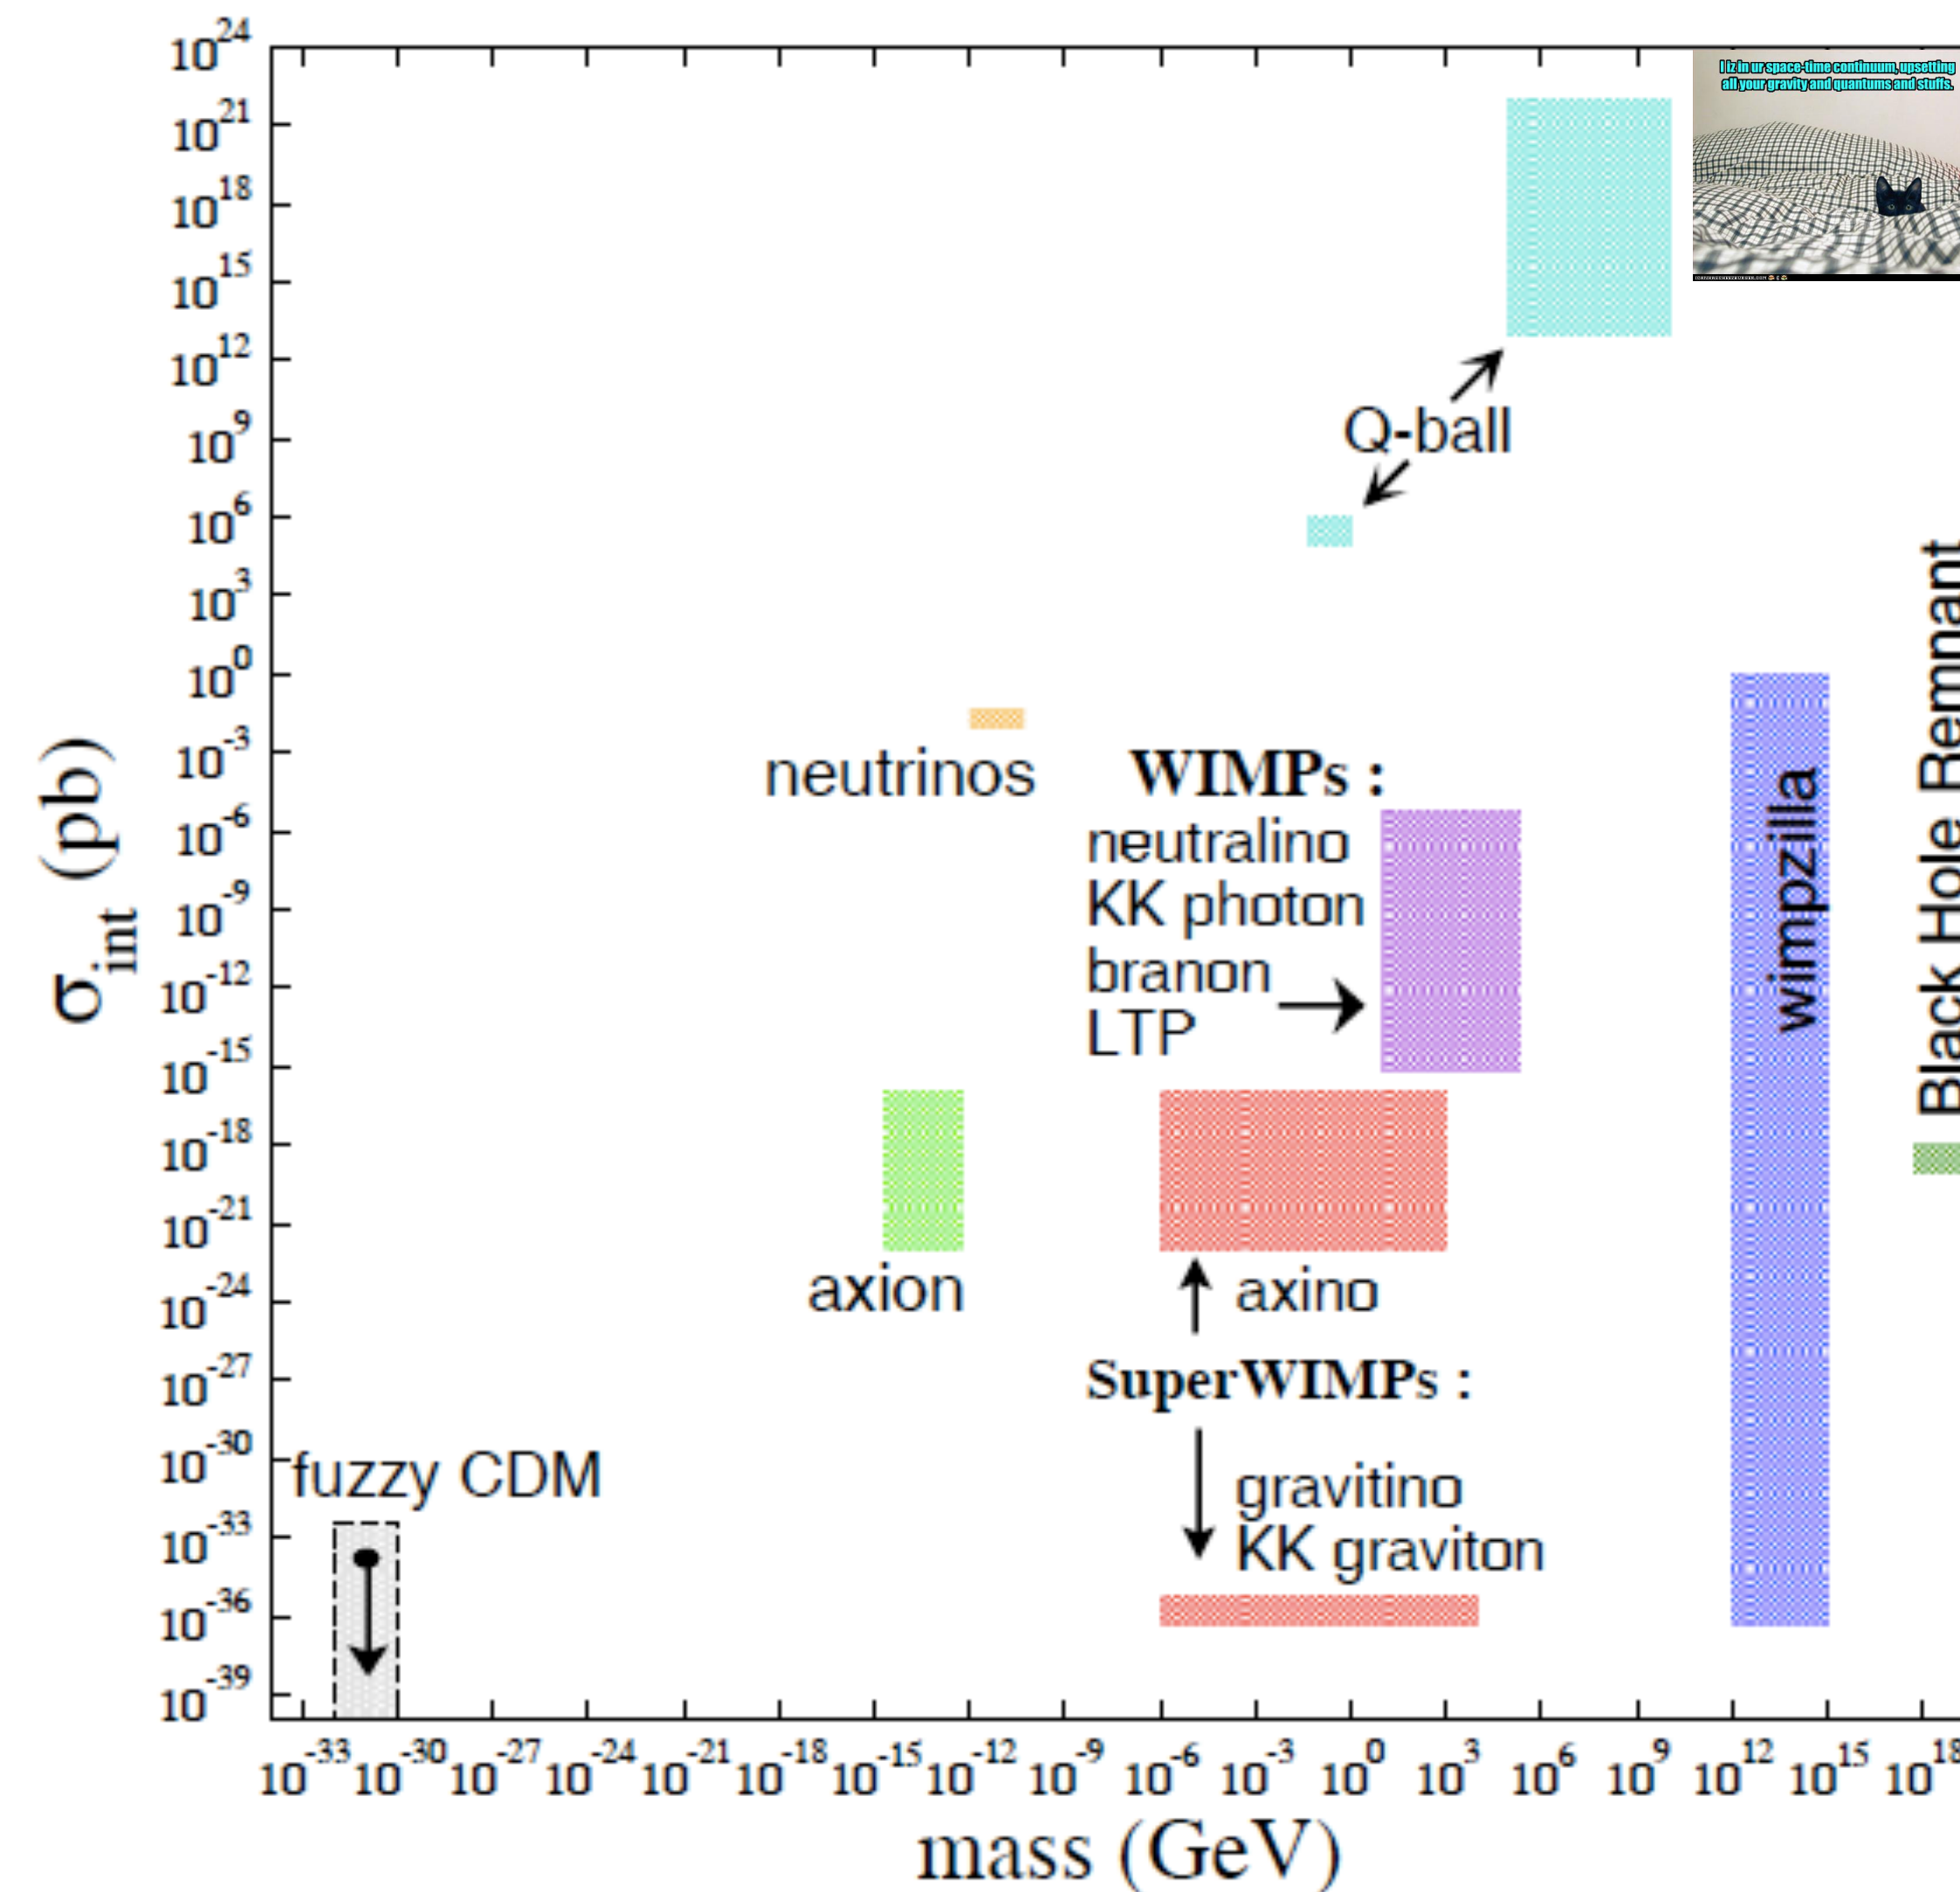 10^24
10^21
10^18
10^15
10^12
10^9
10^6
10^3
10^0
10^-3
10^-6
10^-9
10^-12
10^-15
10^-18
10^-21
10^-24
10^-27
10^-30
10^-33
10^-36
10^-39
σ_int (pb)
I iz in ur space-time continuum, upsetting
all your gravity and quantums and stuffs.
Q-ball
neutrinos
WIMPs :
neutralino
KK photon
branon
LTP
wimpzilla
Black Hole Remnant
axion
axino
SuperWIMPs :
gravitino
KK graviton
fuzzy CDM
10^-33 10^-30 10^-27 10^-24 10^-21 10^-18 10^-15 10^-12 10^-9 10^-6 10^-3 10^0 10^3 10^6 10^9 10^12 10^15 10^18
mass (GeV)